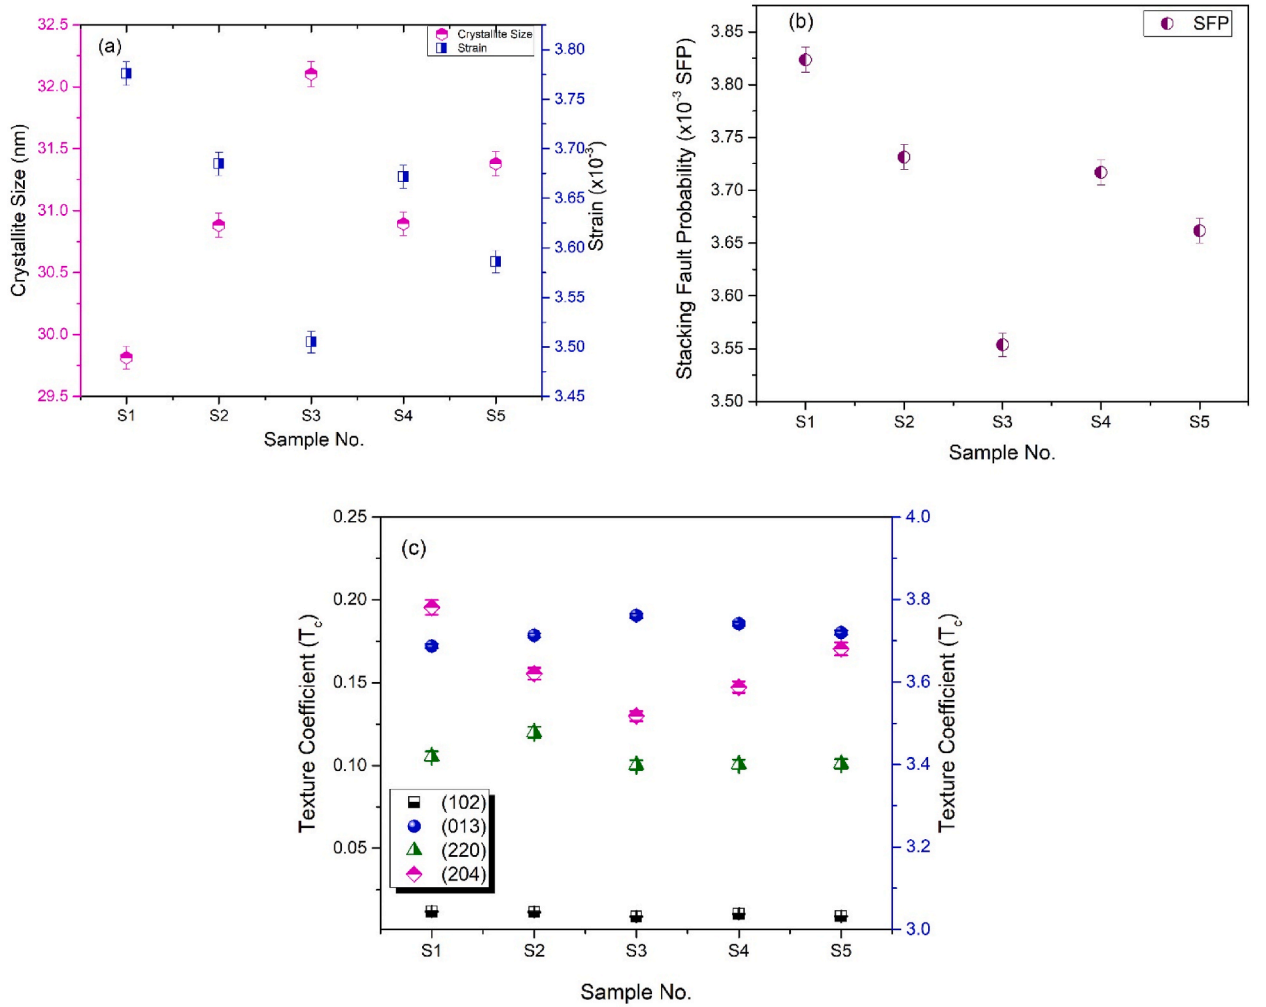 (a)
Crystallite Size
Strain
32.5
32.0
31.5
31.0
30.5
30.0
29.5
Crystallite Size (nm)
3.80
3.75
3.70
3.65
3.60
3.55
3.50
3.45
Strain (x10⁻³)
S1 S2 S3 S4 S5
Sample No.
(b)
SFP
3.85
3.80
3.75
3.70
3.65
3.60
3.55
3.50
Stacking Fault Probability (x10⁻³ SFP)
S1 S2 S3 S4 S5
Sample No.
(c)
0.25
0.20
0.15
0.10
0.05
Texture Coefficient (T_c)
(102)
(013)
(220)
(204)
4.0
3.8
3.6
3.4
3.2
3.0
Texture Coefficient (T_c)
S1 S2 S3 S4 S5
Sample No.